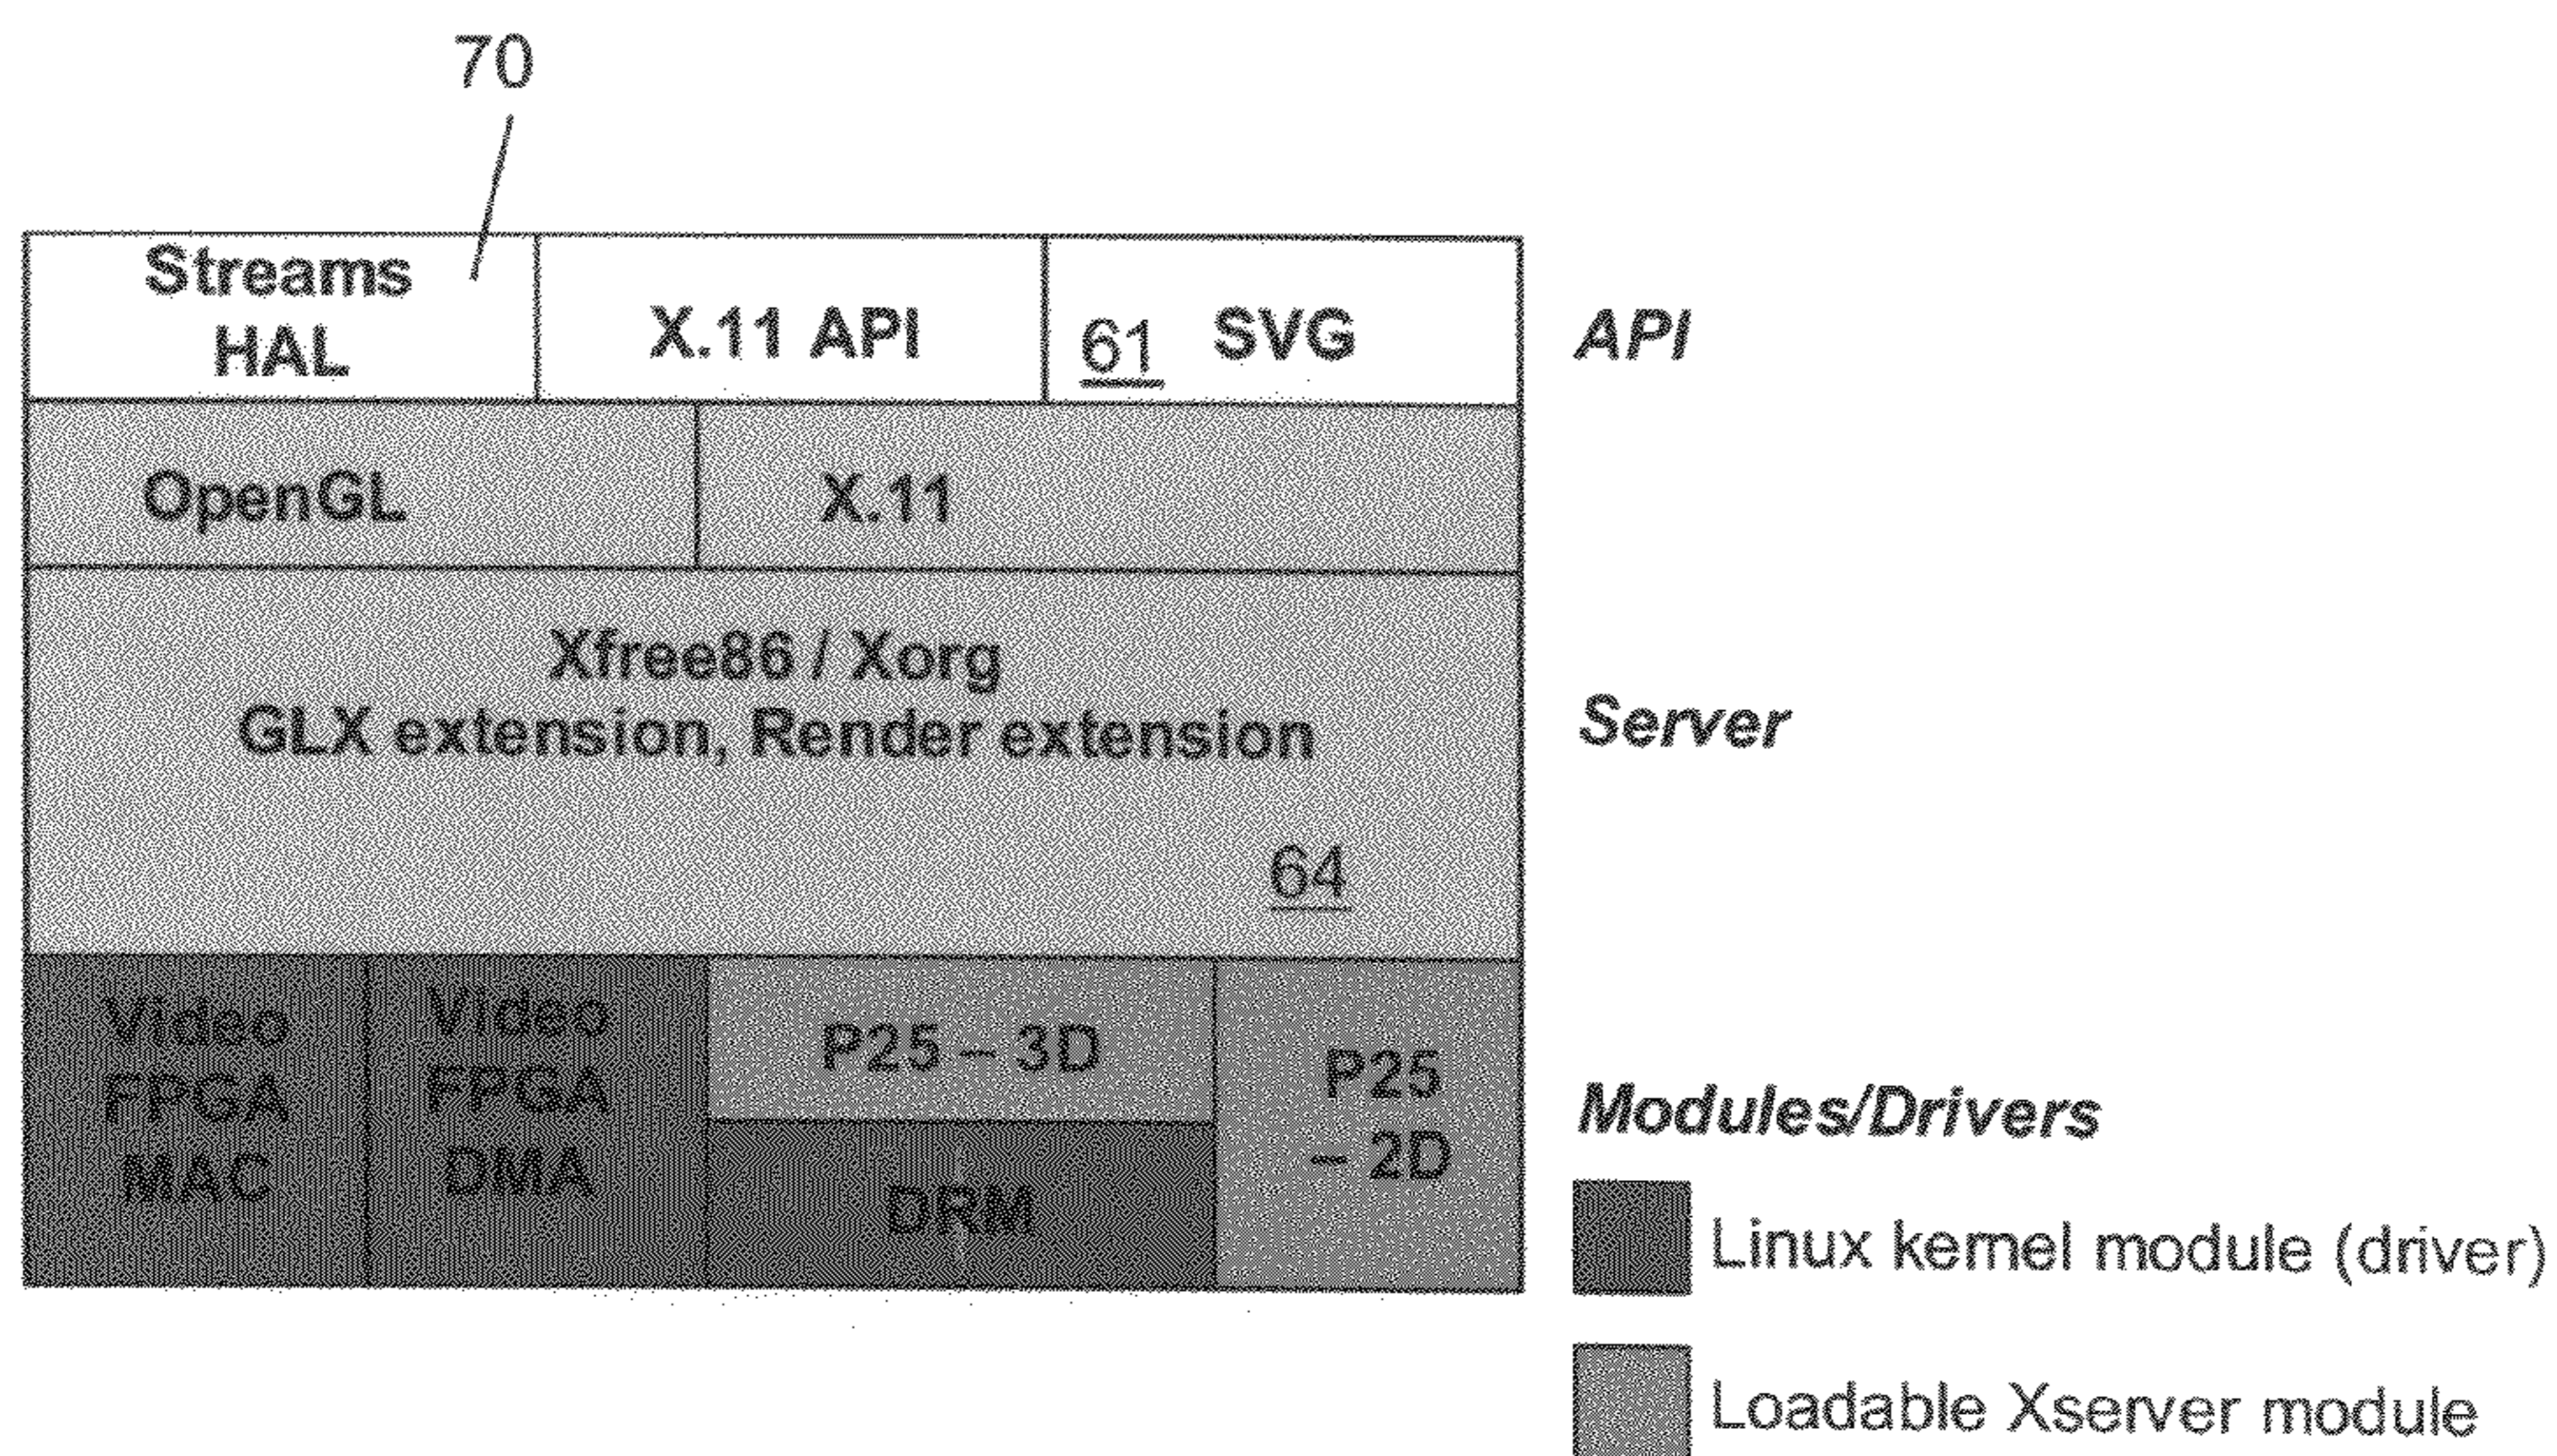 70
Streams
HAL
X.11 API
61 SVG
API
OpenGL
X.11
Xfree86 / Xorg
GLX extension, Render extension
64
Server
Video
FPGA
MAC
Video
FPGA
DMA
P25 – 3D
DRM
P25
– 2D
Modules/Drivers
Linux kernel module (driver)
Loadable Xserver module